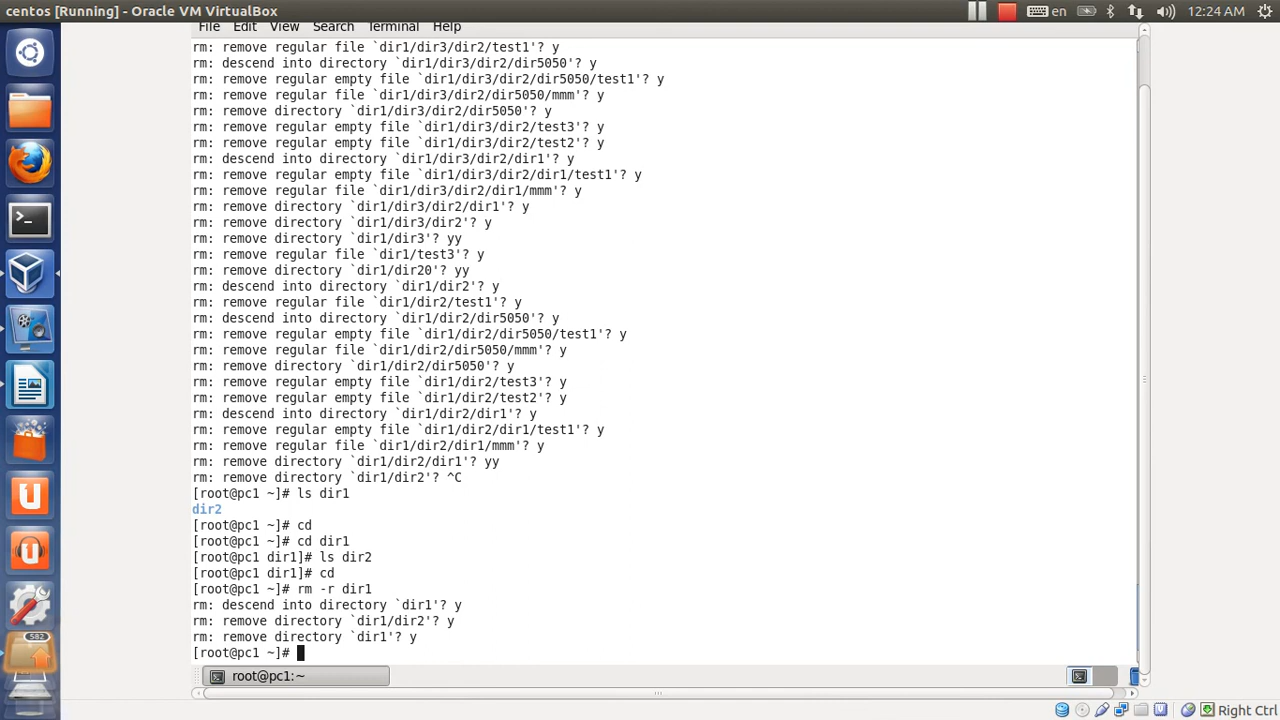 centos [Running] - Oracle VM VirtualBox
en
12:24 AM
File Edit View Search Terminal Help
rm: remove regular file `dir1/dir3/dir2/test1'? y
rm: descend into directory `dir1/dir3/dir2/dir5050'? y
rm: remove regular empty file `dir1/dir3/dir2/dir5050/test1'? y
rm: remove regular file `dir1/dir3/dir2/dir5050/mmm'? y
rm: remove directory `dir1/dir3/dir2/dir5050'? y
rm: remove regular empty file `dir1/dir3/dir2/test3'? y
rm: remove regular empty file `dir1/dir3/dir2/test2'? y
rm: descend into directory `dir1/dir3/dir2/dir1'? y
rm: remove regular empty file `dir1/dir3/dir2/dir1/test1'? y
rm: remove regular file `dir1/dir3/dir2/dir1/mmm'? y
rm: remove directory `dir1/dir3/dir2/dir1'? y
rm: remove directory `dir1/dir3/dir2'? y
rm: remove directory `dir1/dir3'? yy
rm: remove regular file `dir1/test3'? y
rm: remove directory `dir1/dir20'? yy
rm: descend into directory `dir1/dir2'? y
rm: remove regular file `dir1/dir2/test1'? y
rm: descend into directory `dir1/dir2/dir5050'? y
rm: remove regular empty file `dir1/dir2/dir5050/test1'? y
rm: remove regular file `dir1/dir2/dir5050/mmm'? y
rm: remove directory `dir1/dir2/dir5050'? y
rm: remove regular empty file `dir1/dir2/test3'? y
rm: remove regular empty file `dir1/dir2/test2'? y
rm: descend into directory `dir1/dir2/dir1'? y
rm: remove regular empty file `dir1/dir2/dir1/test1'? y
rm: remove regular file `dir1/dir2/dir1/mmm'? y
rm: remove directory `dir1/dir2/dir1'? yy
rm: remove directory `dir1/dir2'? ^C
[root@pc1 ~]# ls dir1
dir2
[root@pc1 ~]# cd
[root@pc1 ~]# cd dir1
[root@pc1 dir1]# ls dir2
[root@pc1 dir1]# cd
[root@pc1 ~]# rm -r dir1
rm: descend into directory `dir1'? y
rm: remove directory `dir1/dir2'? y
rm: remove directory `dir1'? y
[root@pc1 ~]#
582
root@pc1:~
Right Ctrl